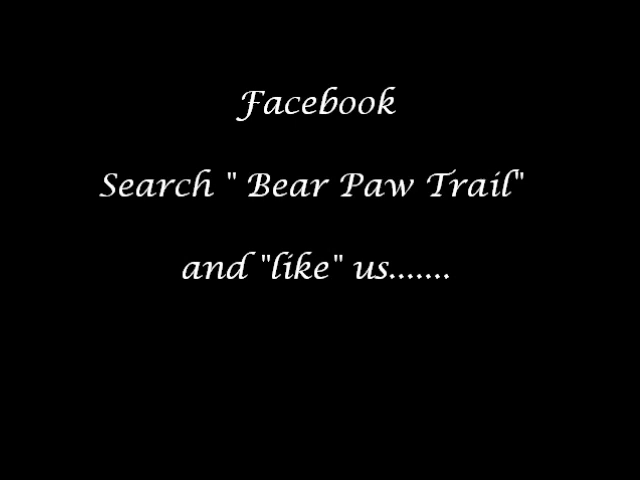 Facebook
Search " Bear Paw Trail"
and "like" us.......